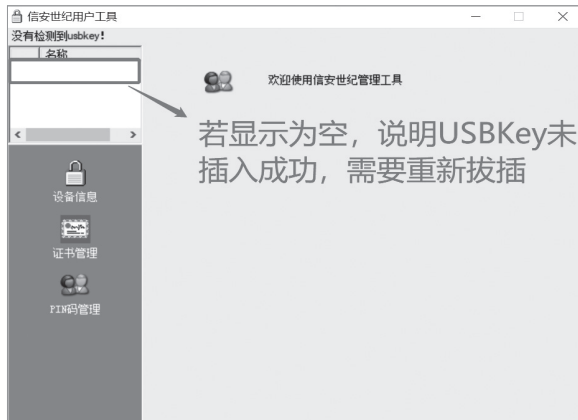 信安世纪用户工具
没有检测到usbkey!
名称
欢迎使用信安世纪管理工具
若显示为空，说明USBKey未
插入成功，需要重新拔插
设备信息
证书管理
PIN码管理